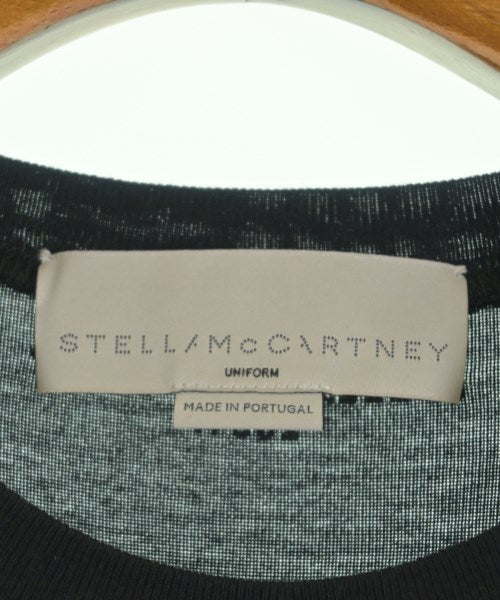 STELLA McCARTNEY
UNIFORM
MADE IN PORTUGAL